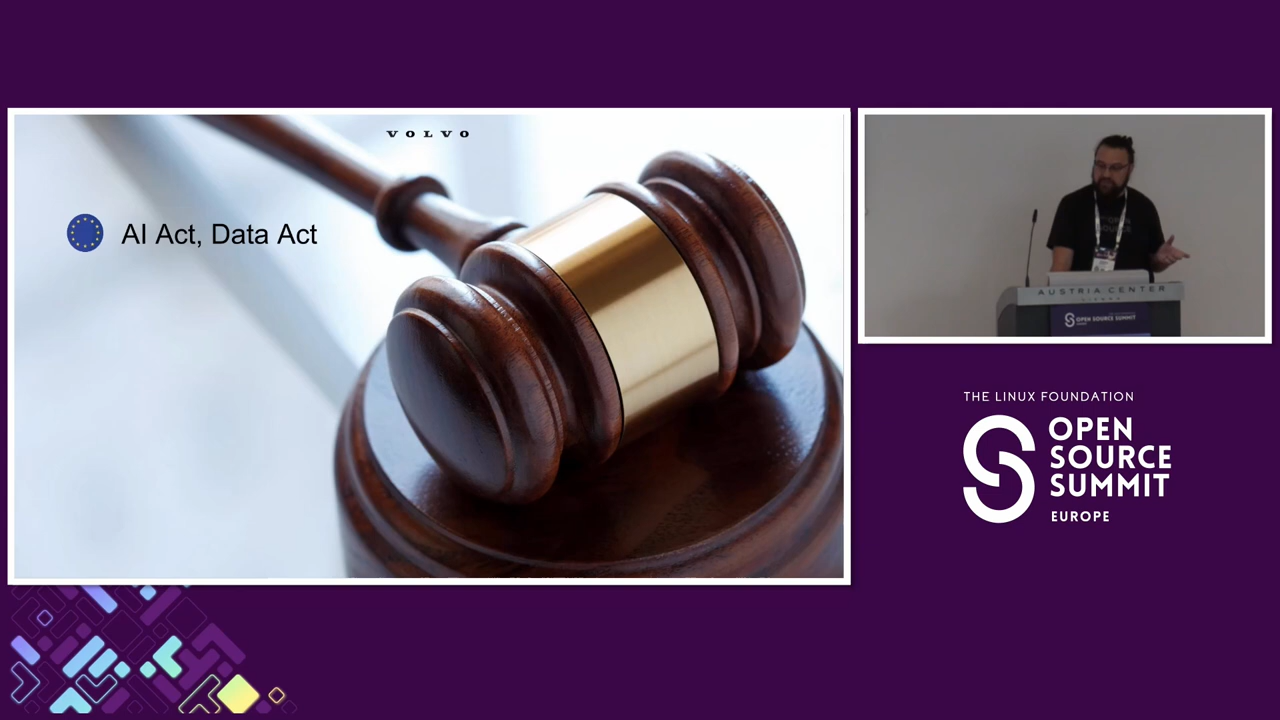 VOLVO
AI Act, Data Act
AUSTRIA CENTER
OPEN SOURCE SUMMIT
THE LINUX FOUNDATION
OPEN
SOURCE
SUMMIT
EUROPE